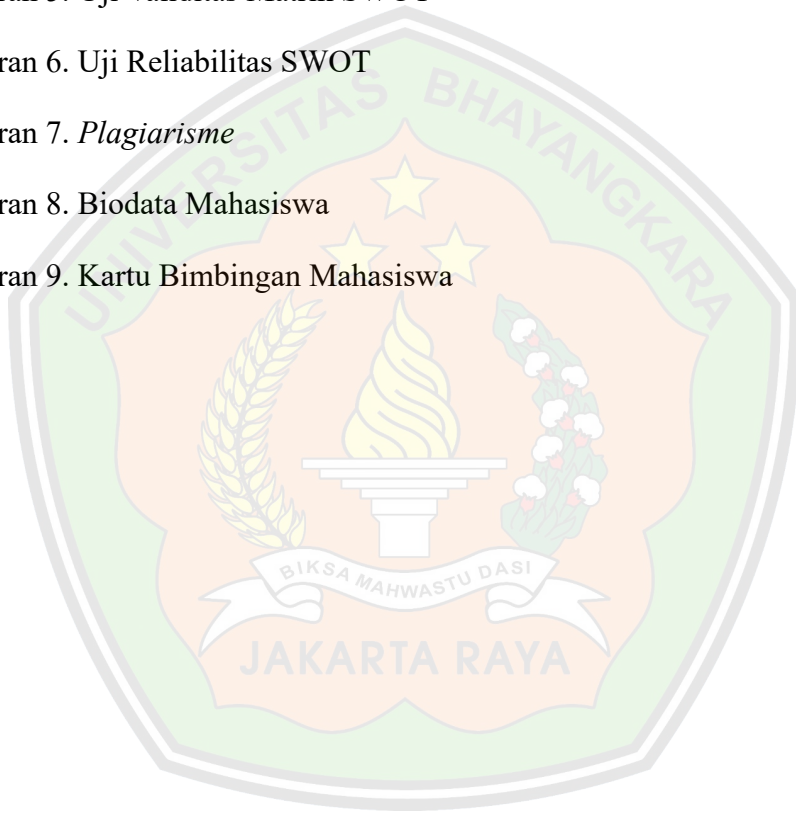 ran 6. Uji Reliabilitas SWOT
ran 7. Plagiarisme
ran 8. Biodata Mahasiswa
ran 9. Kartu Bimbingan Mahasiswa
UNIVERSITAS BHAYANGKARA
BIKSA MAHWASTU DASI
JAKARTA RAYA